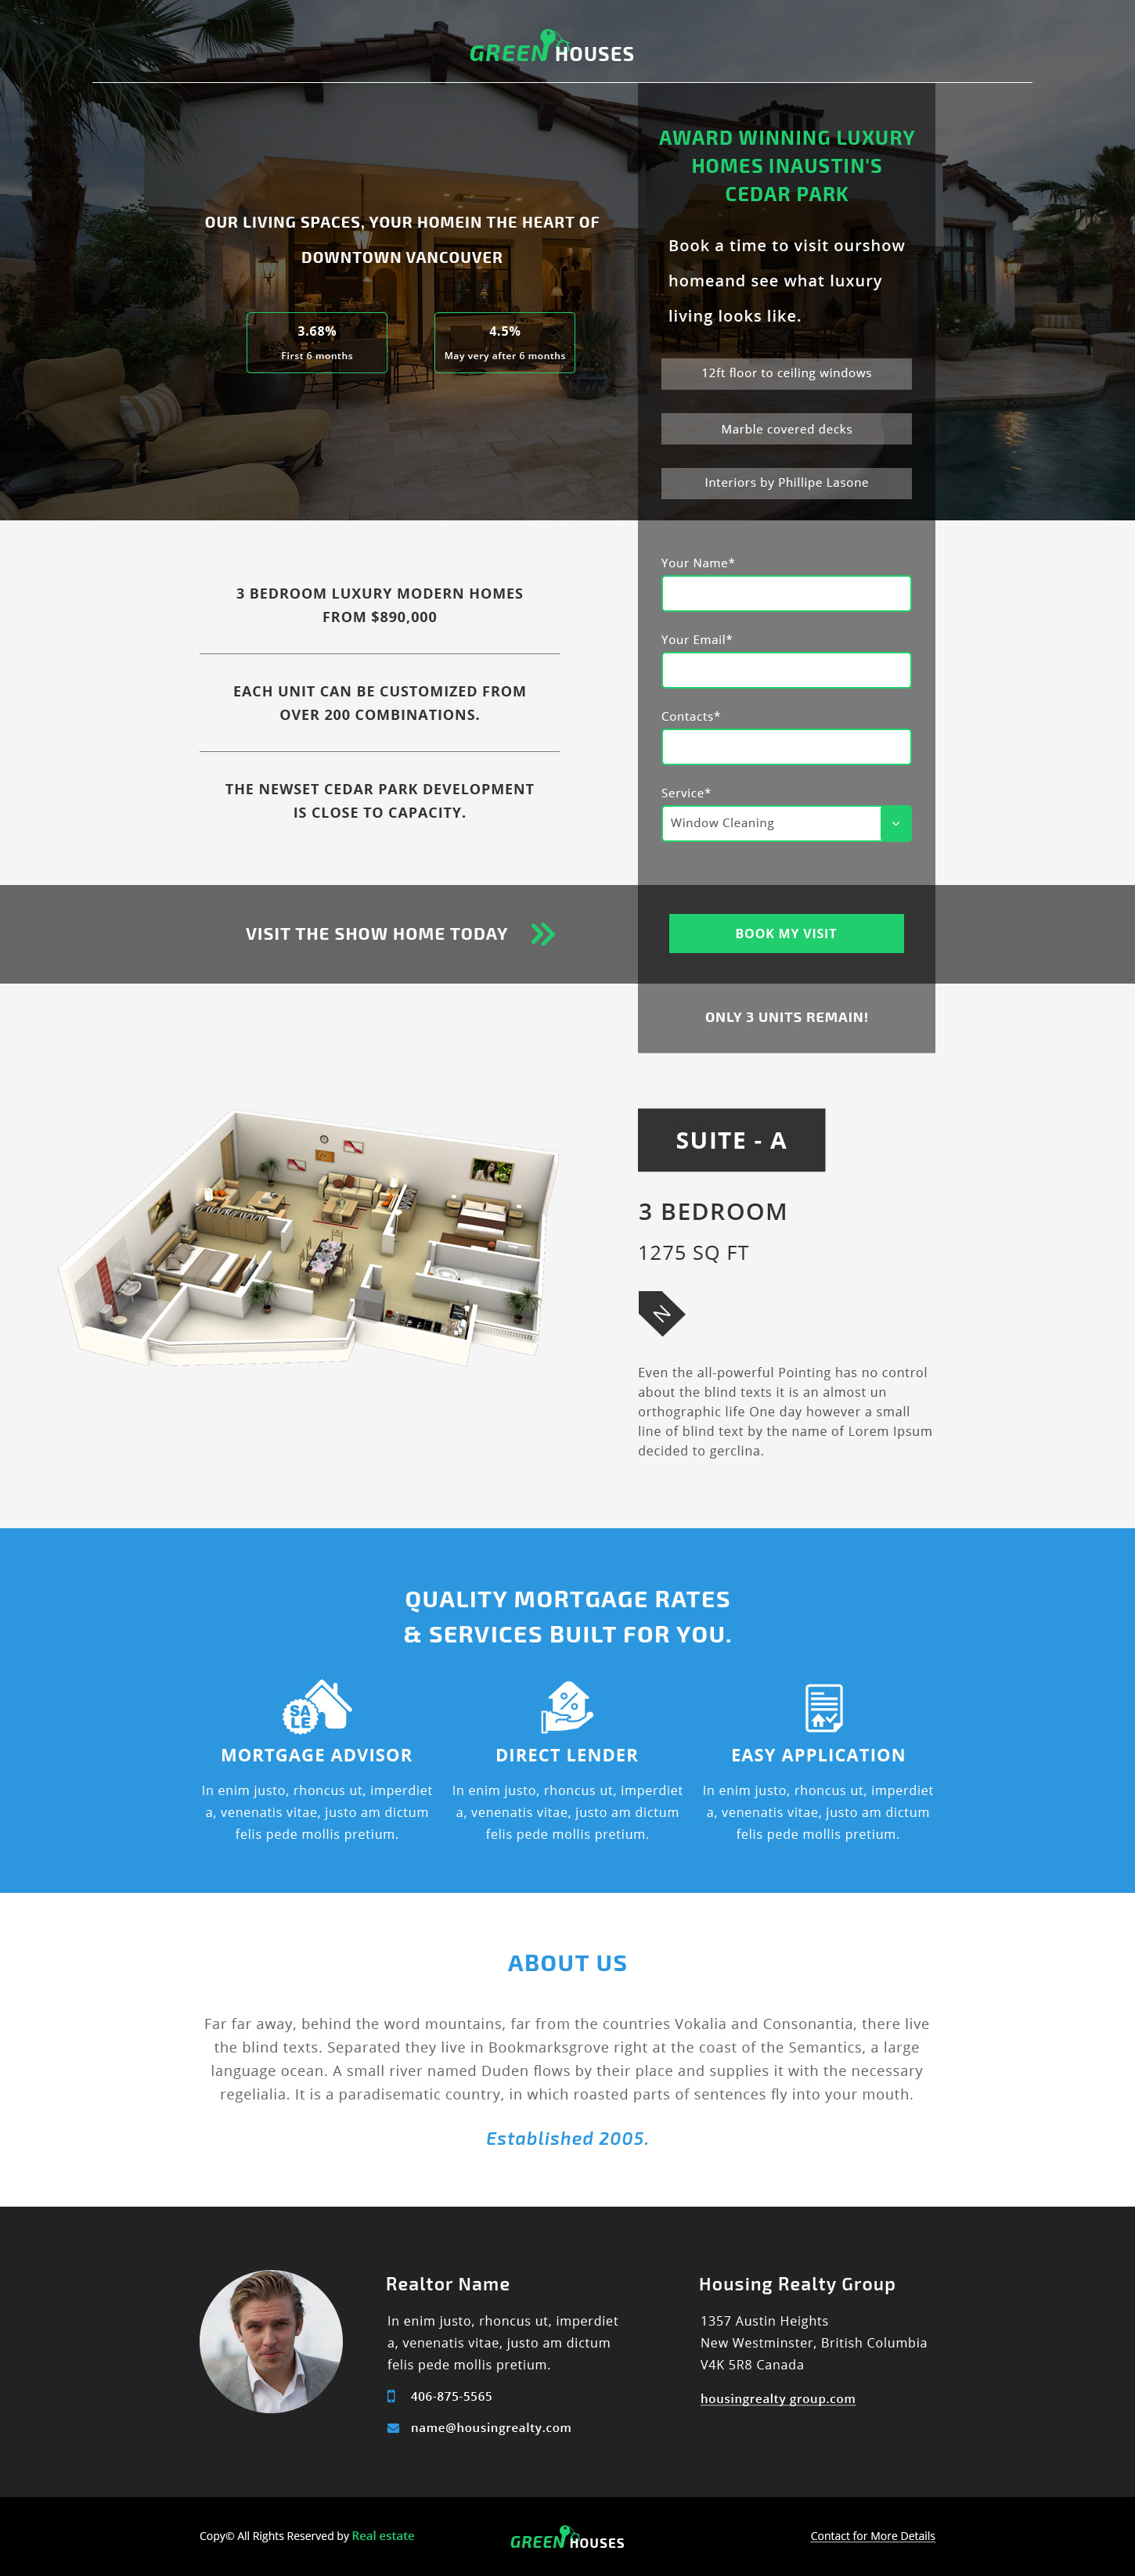 GREEN HOUSES
OUR LIVING SPACES, YOUR HOMEIN THE HEART OF
DOWNTOWN VANCOUVER
3.68%
First 6 months
4.5%
May very after 6 months
AWARD WINNING LUXURY
HOMES INAUSTIN'S
CEDAR PARK
Book a time to visit ourshow
homeand see what luxury
living looks like.
12ft floor to ceiling windows
Marble covered decks
Interiors by Phillipe Lasone
3 BEDROOM LUXURY MODERN HOMES
FROM $890,000
EACH UNIT CAN BE CUSTOMIZED FROM
OVER 200 COMBINATIONS.
THE NEWSET CEDAR PARK DEVELOPMENT
IS CLOSE TO CAPACITY.
Your Name*
Your Email*
Contacts*
Service*
Window Cleaning
VISIT THE SHOW HOME TODAY
BOOK MY VISIT
ONLY 3 UNITS REMAIN!
SUITE - A
3 BEDROOM
1275 SQ FT
N
Even the all-powerful Pointing has no control
about the blind texts it is an almost un
orthographic life One day however a small
line of blind text by the name of Lorem Ipsum
decided to gerclina.
QUALITY MORTGAGE RATES
& SERVICES BUILT FOR YOU.
SA
LE
MORTGAGE ADVISOR
In enim justo, rhoncus ut, imperdiet
a, venenatis vitae, justo am dictum
felis pede mollis pretium.
%
DIRECT LENDER
In enim justo, rhoncus ut, imperdiet
a, venenatis vitae, justo am dictum
felis pede mollis pretium.
EASY APPLICATION
In enim justo, rhoncus ut, imperdiet
a, venenatis vitae, justo am dictum
felis pede mollis pretium.
ABOUT US
Far far away, behind the word mountains, far from the countries Vokalia and Consonantia, there live
the blind texts. Separated they live in Bookmarksgrove right at the coast of the Semantics, a large
language ocean. A small river named Duden flows by their place and supplies it with the necessary
regelialia. It is a paradisematic country, in which roasted parts of sentences fly into your mouth.
Established 2005.
Realtor Name
In enim justo, rhoncus ut, imperdiet
a, venenatis vitae, justo am dictum
felis pede mollis pretium.
406-875-5565
name@housingrealty.com
Housing Realty Group
1357 Austin Heights
New Westminster, British Columbia
V4K 5R8 Canada
housingrealty group.com
Copy© All Rights Reserved by Real estate
GREEN HOUSES
Contact for More Details